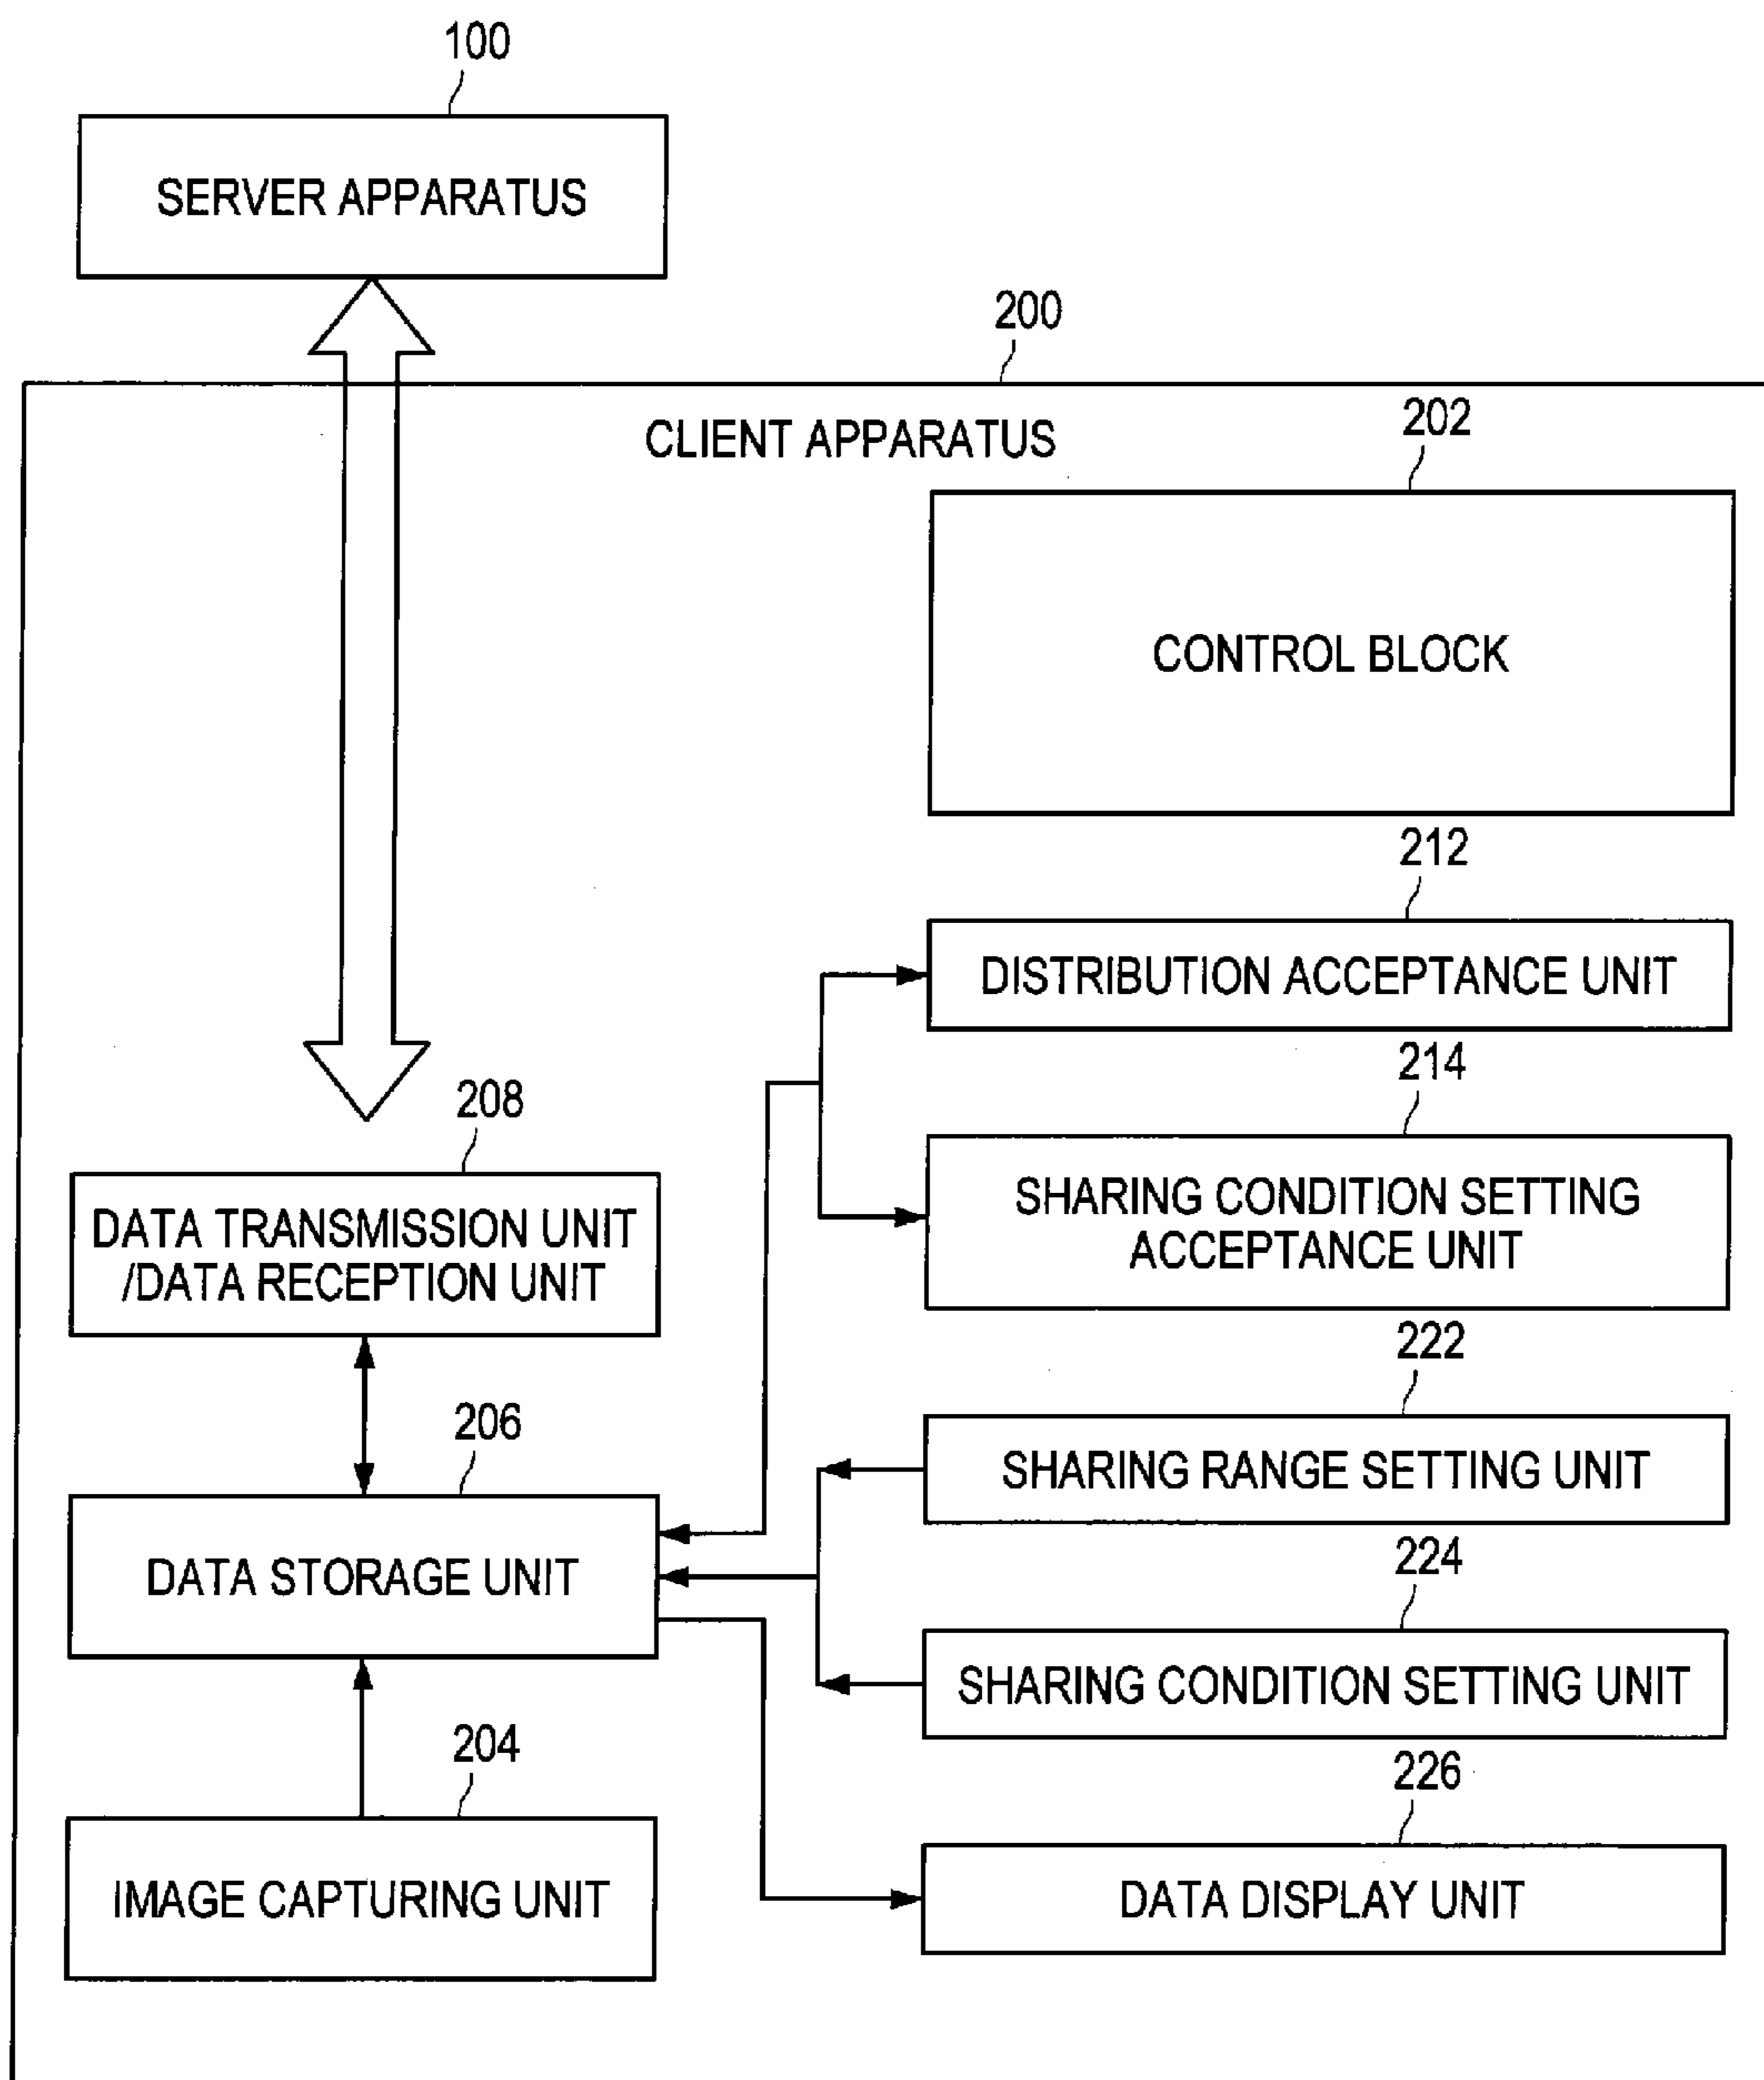 100
SERVER APPARATUS
200
CLIENT APPARATUS
202
CONTROL BLOCK
212
DISTRIBUTION ACCEPTANCE UNIT
214
SHARING CONDITION SETTING
ACCEPTANCE UNIT
208
DATA TRANSMISSION UNIT
/DATA RECEPTION UNIT
222
SHARING RANGE SETTING UNIT
206
DATA STORAGE UNIT
224
SHARING CONDITION SETTING UNIT
204
IMAGE CAPTURING UNIT
226
DATA DISPLAY UNIT